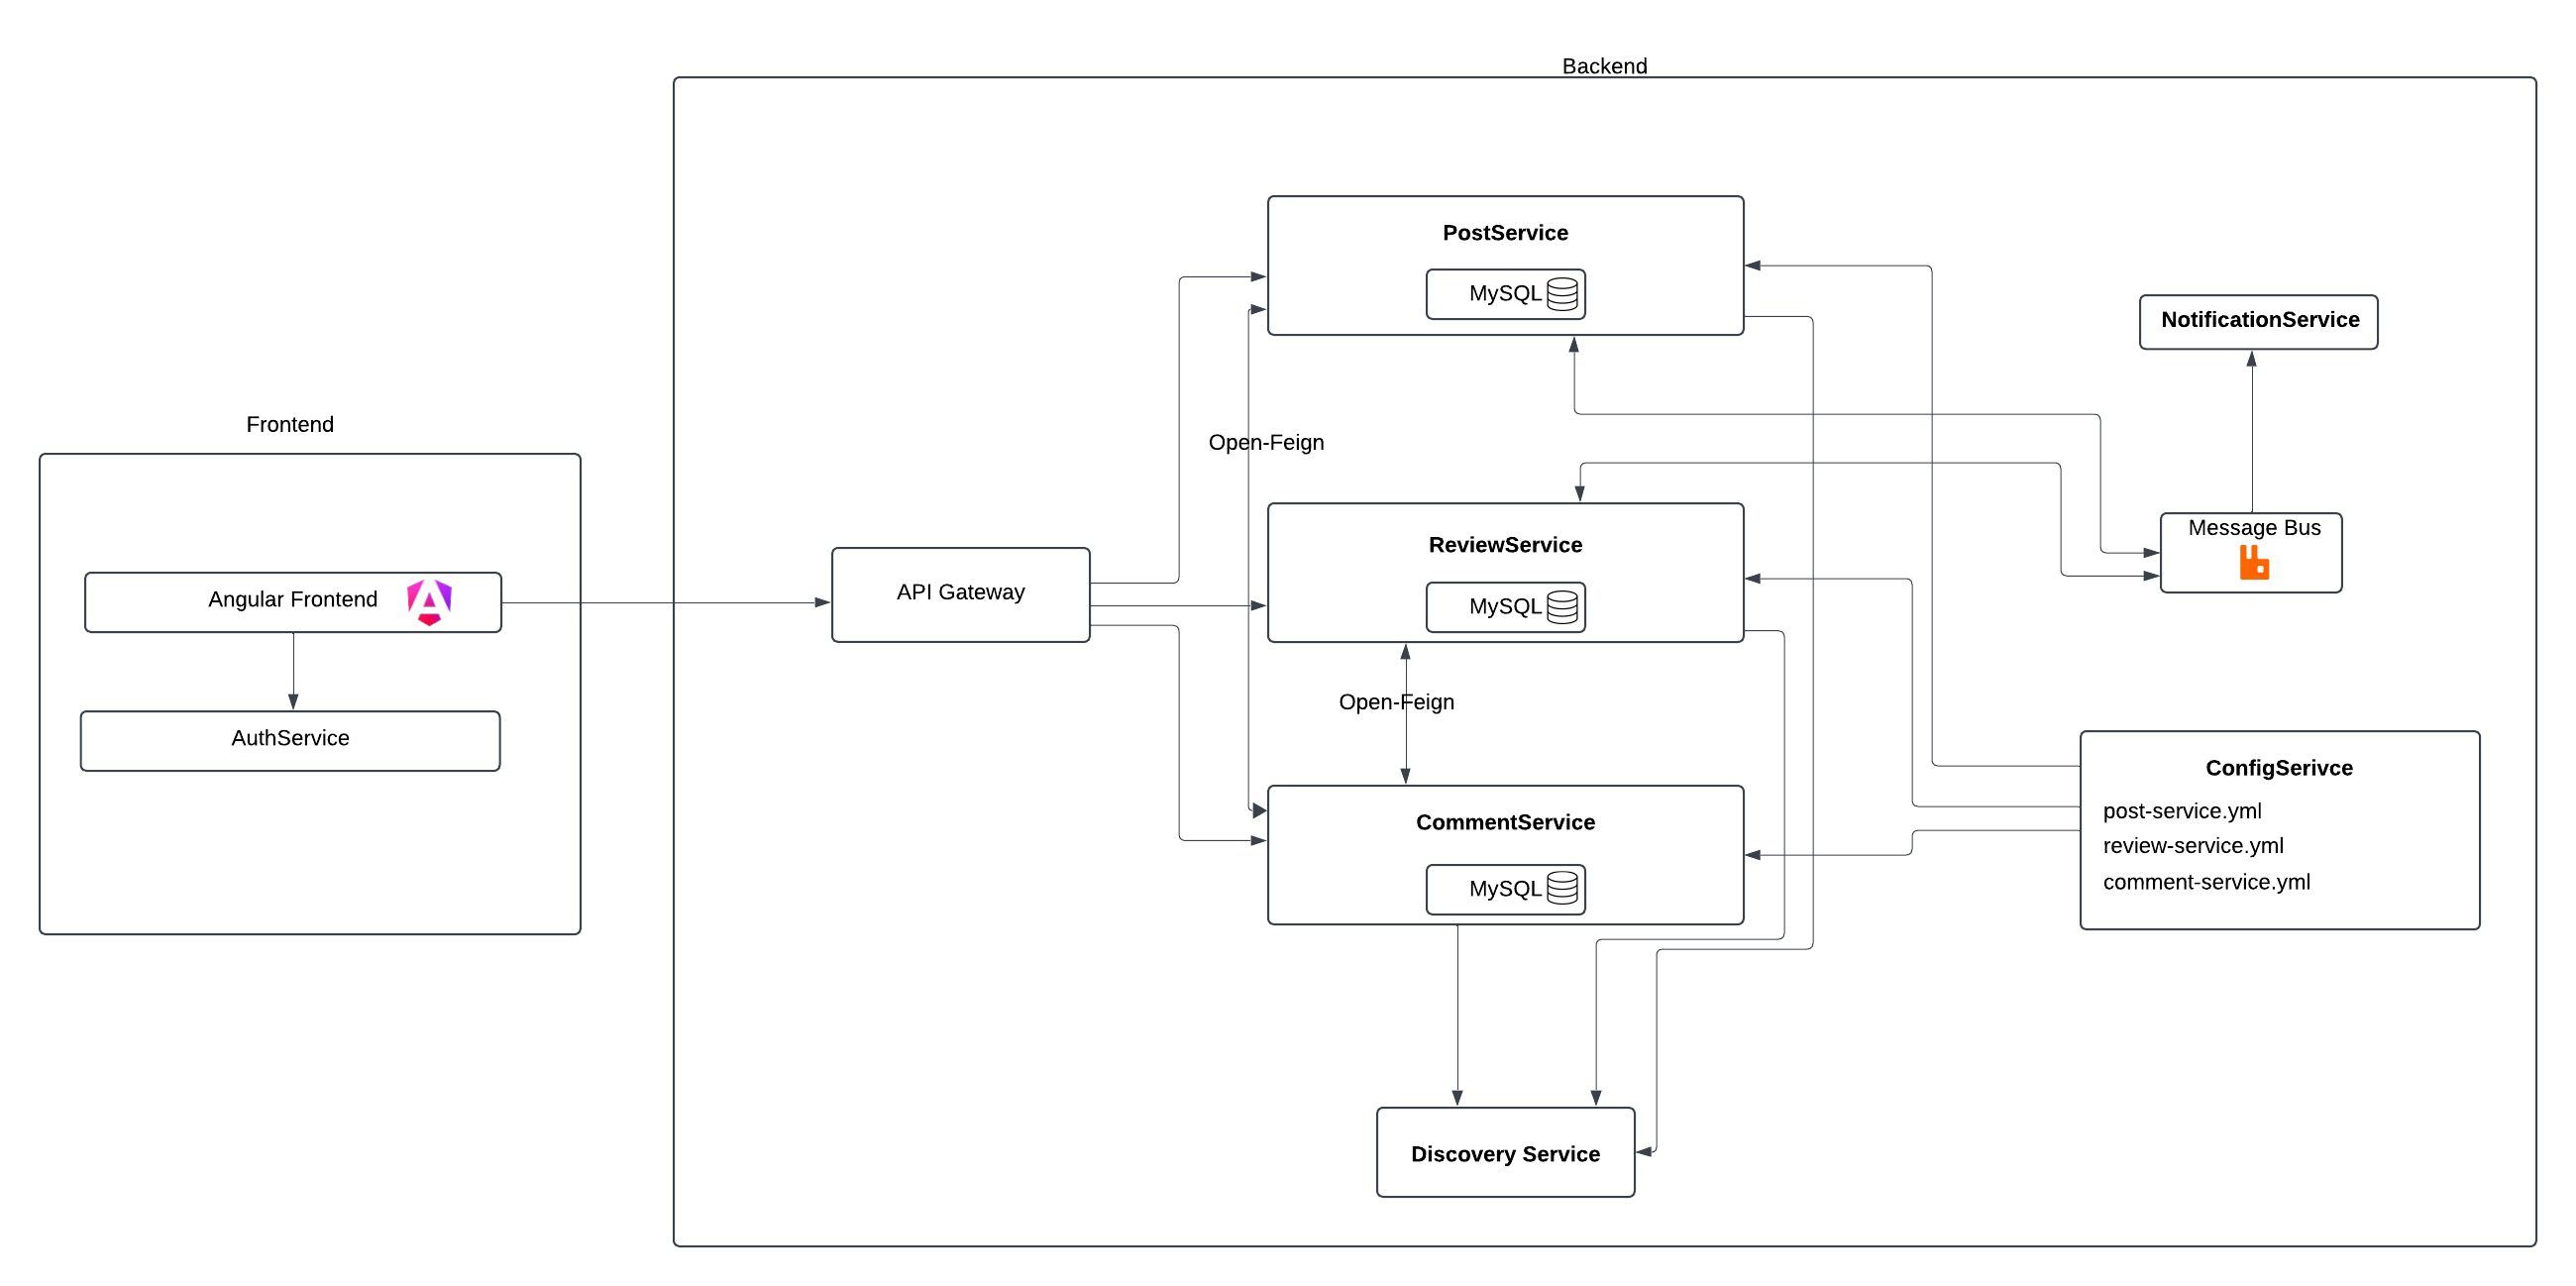 Backend
PostService
MySQL
NotificationService
Frontend
Open-Feign
Message Bus
ReviewService
API Gateway
Angular Frontend
MySQL
Open-Feign
AuthService
ConfigSerivce
post-service.yml
review-service.yml
comment-service.yml
CommentService
MySQL
Discovery Service